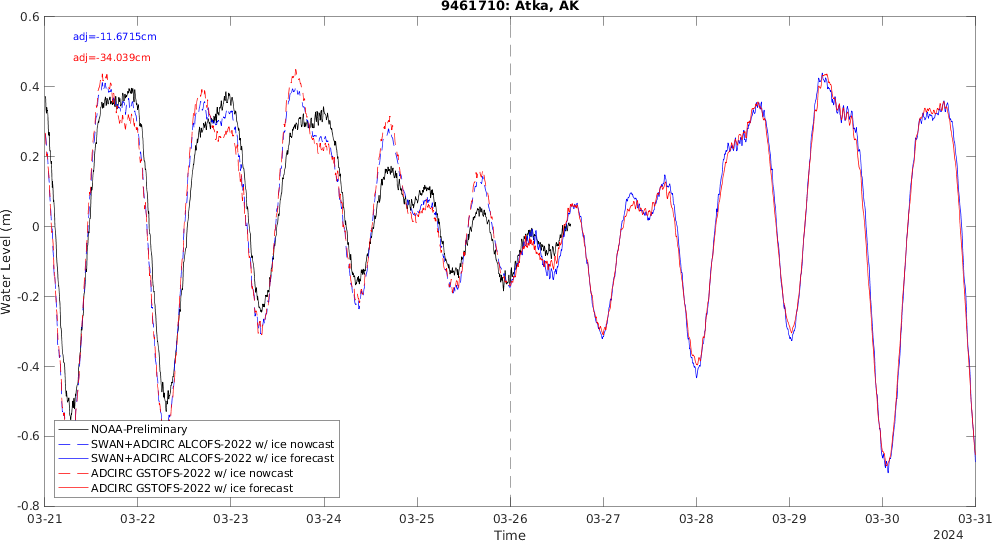 9461710: Atka, AK
adj=-11.6715cm
adj=-34.039cm
0.6
0.4
0.2
0
-0.2
-0.4
-0.6
-0.8
Water Level (m)
NOAA-Preliminary
SWAN+ADCIRC ALCOFS-2022 w/ ice nowcast
SWAN+ADCIRC ALCOFS-2022 w/ ice forecast
ADCIRC GSTOFS-2022 w/ ice nowcast
ADCIRC GSTOFS-2022 w/ ice forecast
03-21 03-22 03-23 03-24 03-25 03-26 03-27 03-28 03-29 03-30 03-31
Time
2024